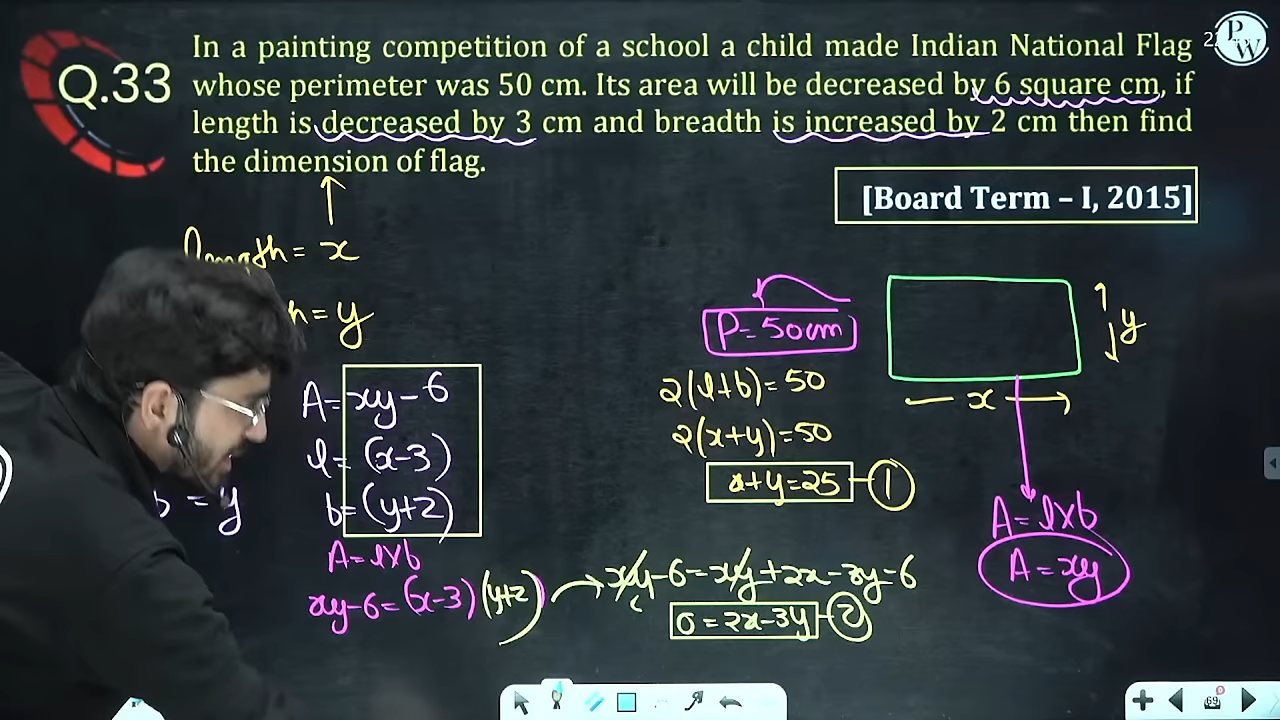 Q.33
In a painting competition of a school a child made Indian National Flag
whose perimeter was 50 cm. Its area will be decreased by 6 square cm, if
length is decreased by 3 cm and breadth is increased by 2 cm then find
the dimension of flag.
PW
[Board Term – I, 2015]
length = x
h = y
P = 50cm
y
x
2(l+b) = 50
2(x+y) = 50
x+y = 25 - 1
A = xy - 6
l = (x-3)
b = (y+2)
b = y
A = l×b
xy-6 = (x-3)(y+2)
xy-6 = xy+2x-3y-6
0 = 2x-3y - 2
A = l×b
A = xy
69